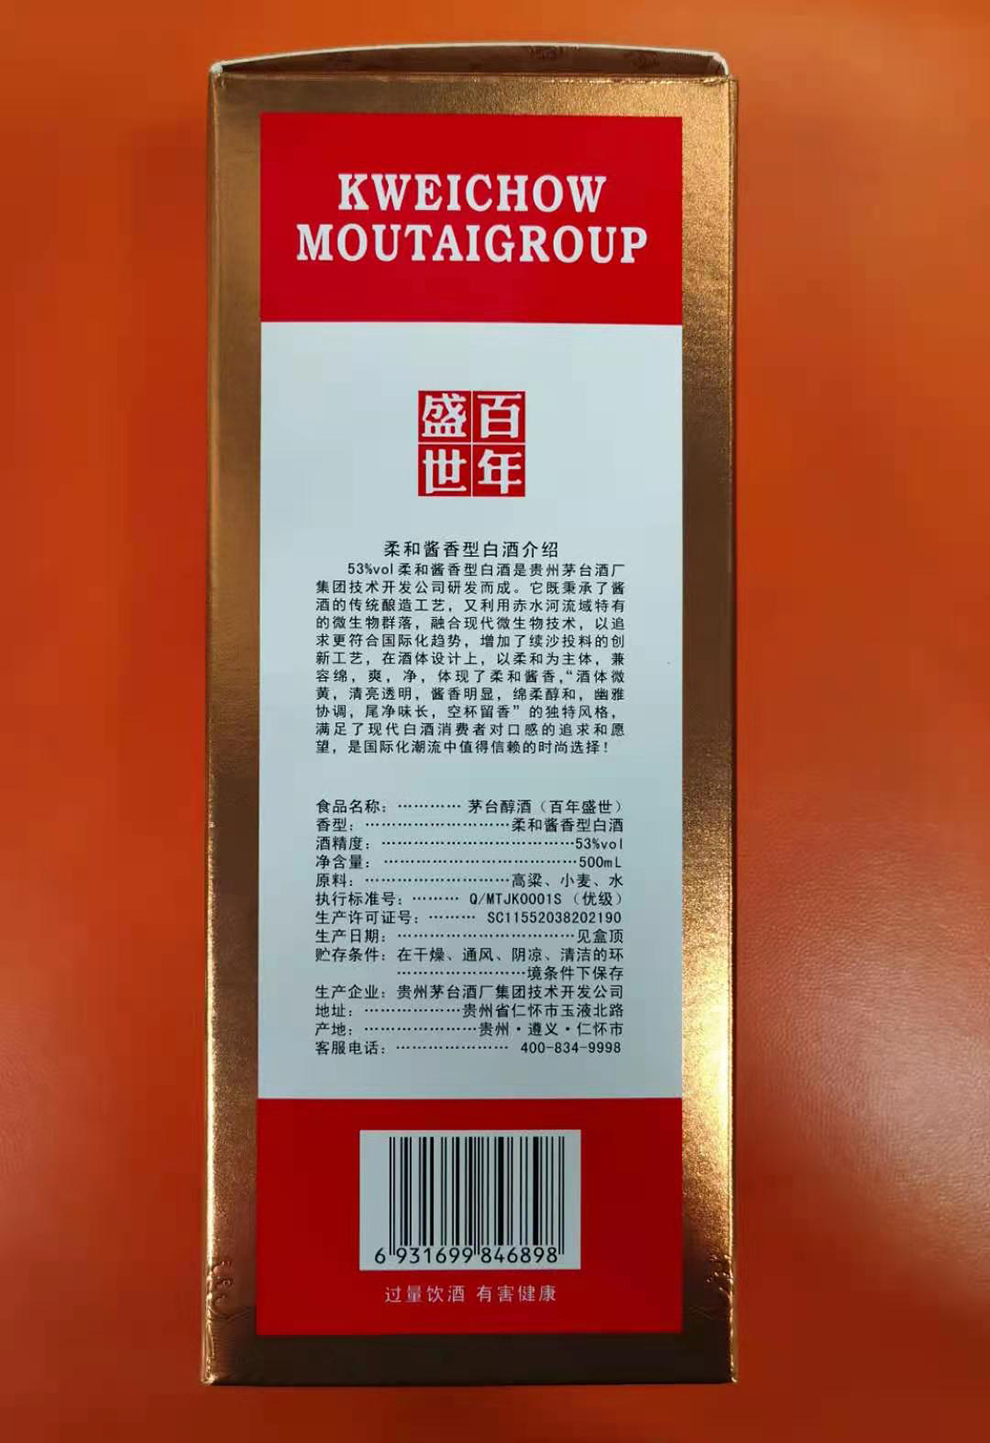 KWEICHOW
MOUTAIGROUP
百年
盛世
柔和酱香型白酒介绍
53%vol柔和酱香型白酒是贵州茅台酒厂
集团技术开发公司研发而成。它既秉承了酱
酒的传统酿造工艺，又利用赤水河流域特有
的微生物群落，融合现代微生物技术，以追
求更符合国际化趋势，增加了续沙投料的创
新工艺，在酒体设计上，以柔和为主体，兼
容绵，爽，净，体现了柔和酱香，“酒体微
黄，清亮透明，酱香明显，绵柔醇和，幽雅
协调，尾净味长，空杯留香”的独特风格，
满足了现代白酒消费者对口感的追求和愿
望，是国际化潮流中值得信赖的时尚选择！
食品名称：………… 茅台醇酒（百年盛世）
香型：………………………柔和酱香型白酒
酒精度：………………………………53%vol
净含量：………………………………500mL
原料：………………………高粱、小麦、水
执行标准号：……… Q/MTJK0001S（优级）
生产许可证号：……… SC11552038202190
生产日期：……………………………见盒顶
贮存条件：在干燥、通风、阴凉、清洁的环
……………………境条件下保存
生产企业：贵州茅台酒厂集团技术开发公司
地址：………………贵州省仁怀市玉液北路
产地：…………………贵州·遵义·仁怀市
客服电话：………………… 400-834-9998
6 931699 846898
过量饮酒 有害健康